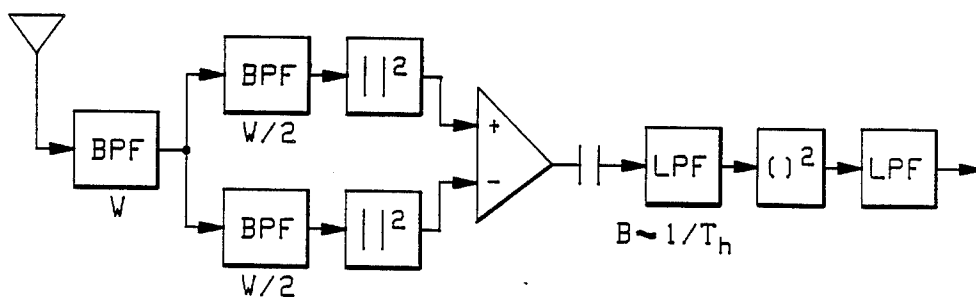 BPF
W
BPF
W/2
| |²
BPF
W/2
| |²
+
−
LPF
B ~ 1/Tₕ
( )²
LPF